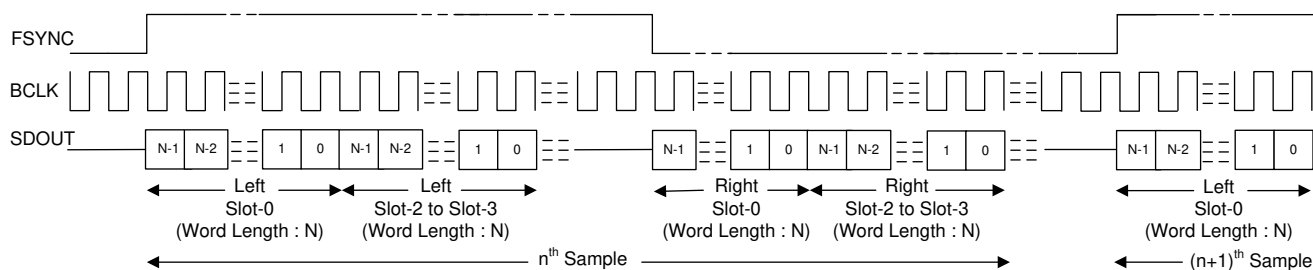 FSYNC
BCLK
SDOUT
N-1 N-2 1 0 N-1 N-2 1 0 N-1 1 0 N-1 N-2 1 0 N-1 N-2 1 0
Left Left Right Right Left
Slot-0 Slot-2 to Slot-3 Slot-0 Slot-2 to Slot-3 Slot-0
(Word Length : N) (Word Length : N) (Word Length : N) (Word Length : N) (Word Length : N)
nth Sample (n+1)th Sample